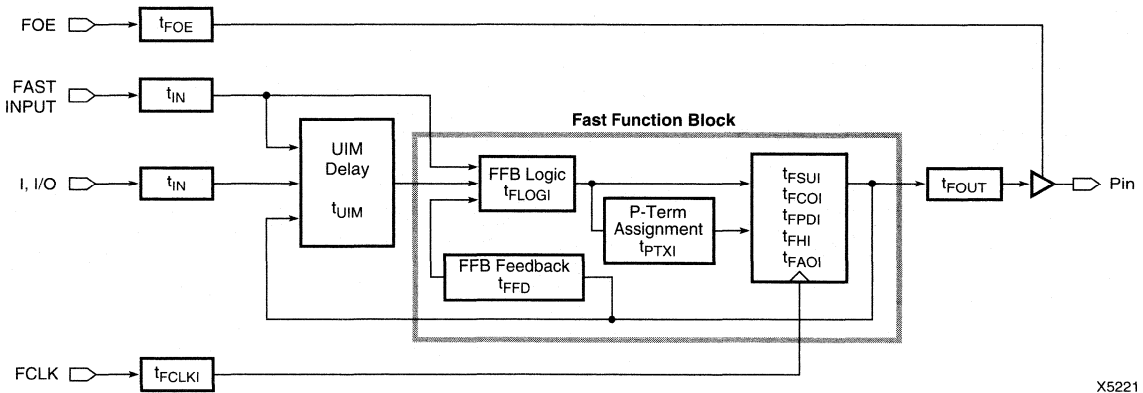 FOE
tFOE
FAST
INPUT
tIN
Fast Function Block
UIM
Delay
tUIM
I, I/O
tIN
FFB Logic
tFLOGI
P-Term
Assignment
tPTXI
FFB Feedback
tFFD
tFSUI
tFCOI
tFPDI
tFHI
tFAOI
tFOUT
Pin
FCLK
tFCLKI
X5221